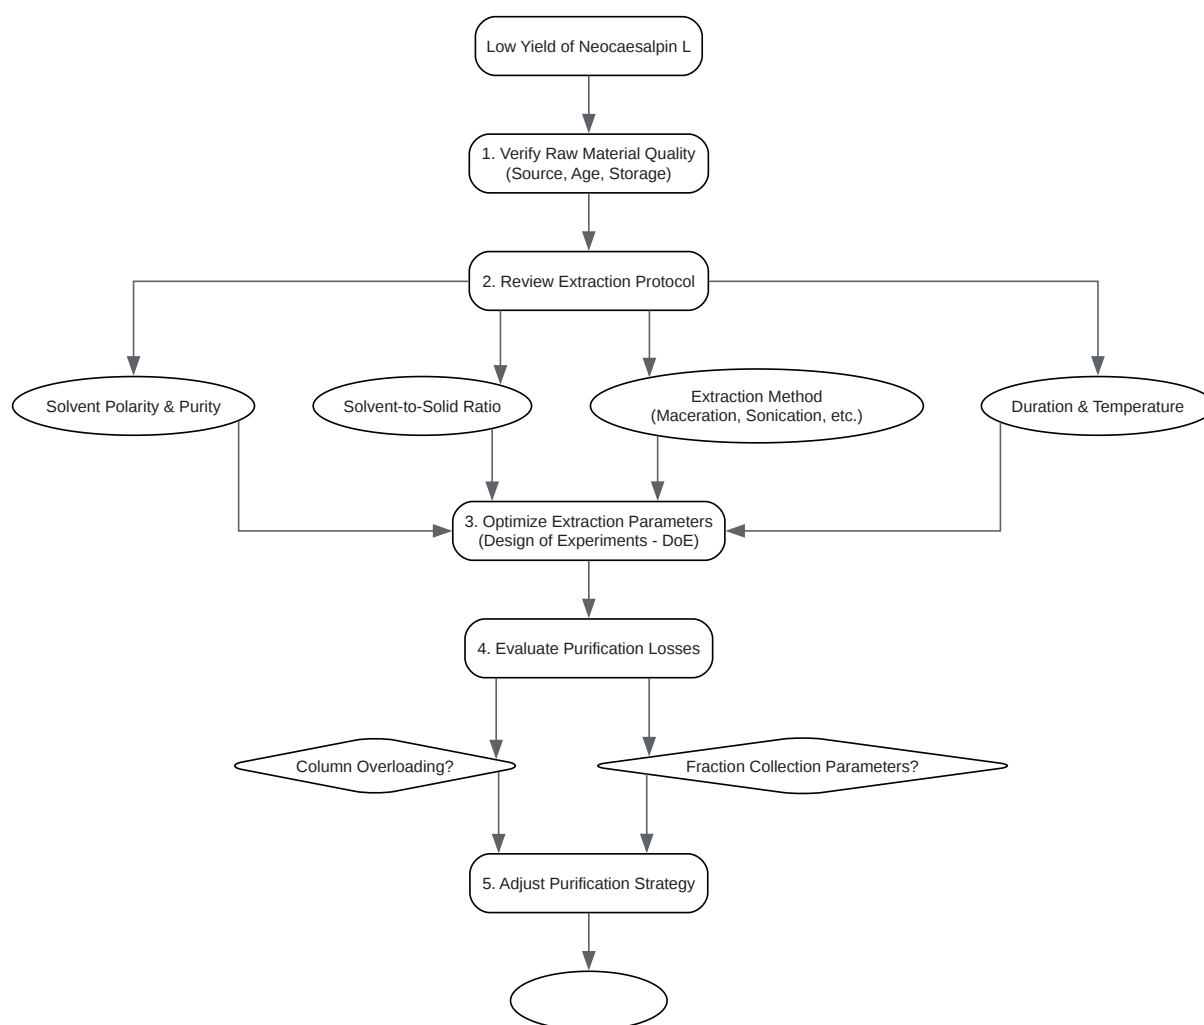 Low Yield of Neocaesalpin L
1. Verify Raw Material Quality
(Source, Age, Storage)
2. Review Extraction Protocol
Solvent Polarity & Purity
Solvent-to-Solid Ratio
Extraction Method
(Maceration, Sonication, etc.)
Duration & Temperature
3. Optimize Extraction Parameters
(Design of Experiments - DoE)
4. Evaluate Purification Losses
Column Overloading?
Fraction Collection Parameters?
5. Adjust Purification Strategy